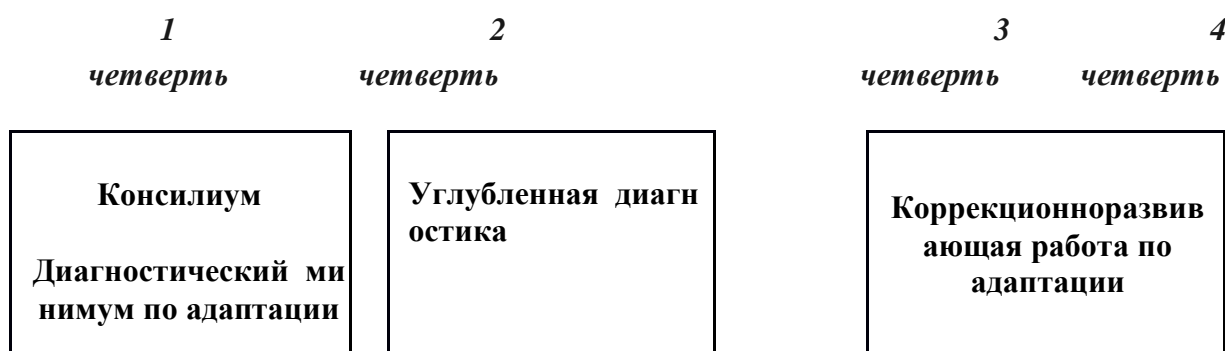 1 2 3 4
четверть четверть четверть четверть
Консилиум
Диагностический ми
нимум по адаптации
Углубленная диагн
остика
Коррекционноразвив
ающая работа по
адаптации